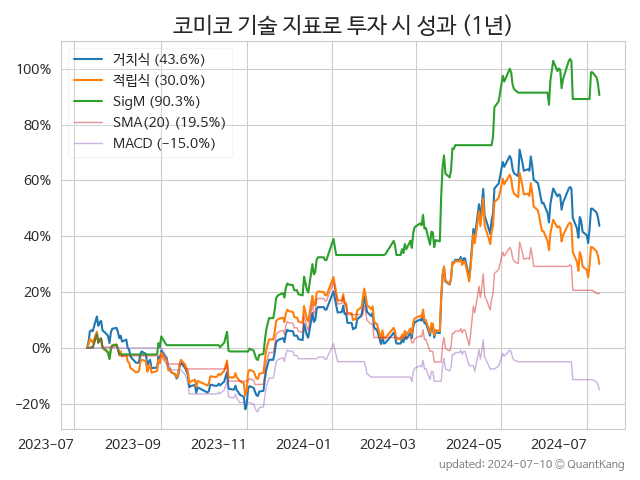 코미코 기술 지표로 투자 시 성과 (1년)
거치식 (43.6%)
적립식 (30.0%)
SigM (90.3%)
SMA(20) (19.5%)
MACD (−15.0%)
100%
80%
60%
40%
20%
0%
−20%
2023-07 2023-09 2023-11 2024-01 2024-03 2024-05 2024-07
updated: 2024-07-10 © QuantKang